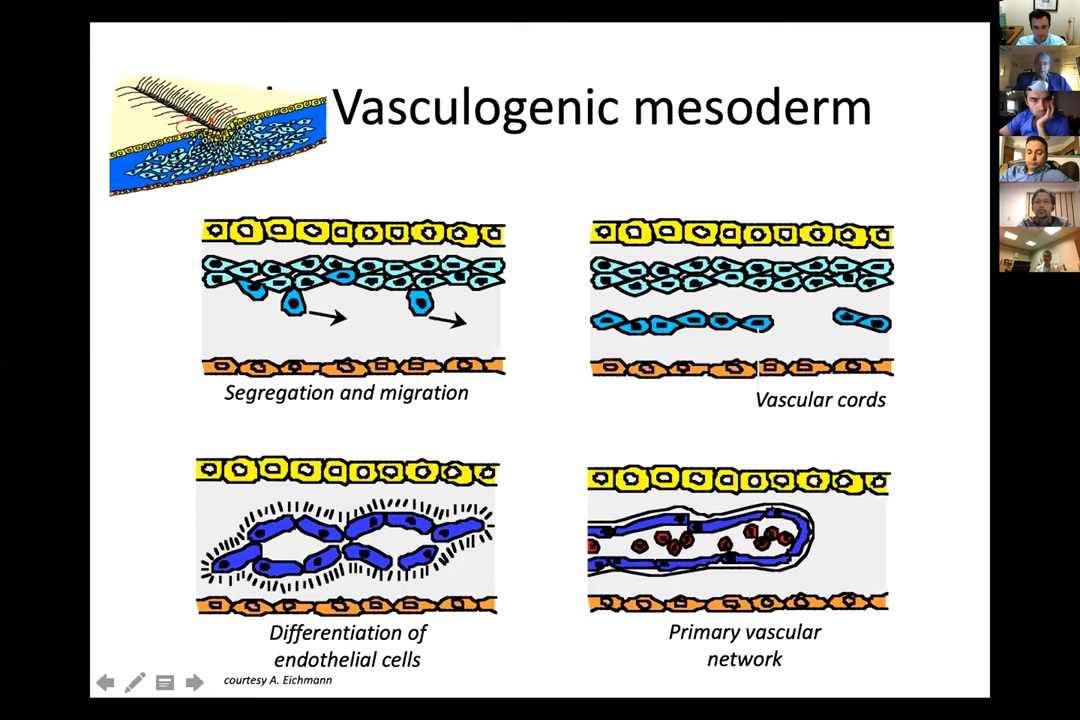 Vasculogenic mesoderm
Segregation and migration
Vascular cords
Differentiation of
endothelial cells
Primary vascular
network
courtesy A. Eichmann